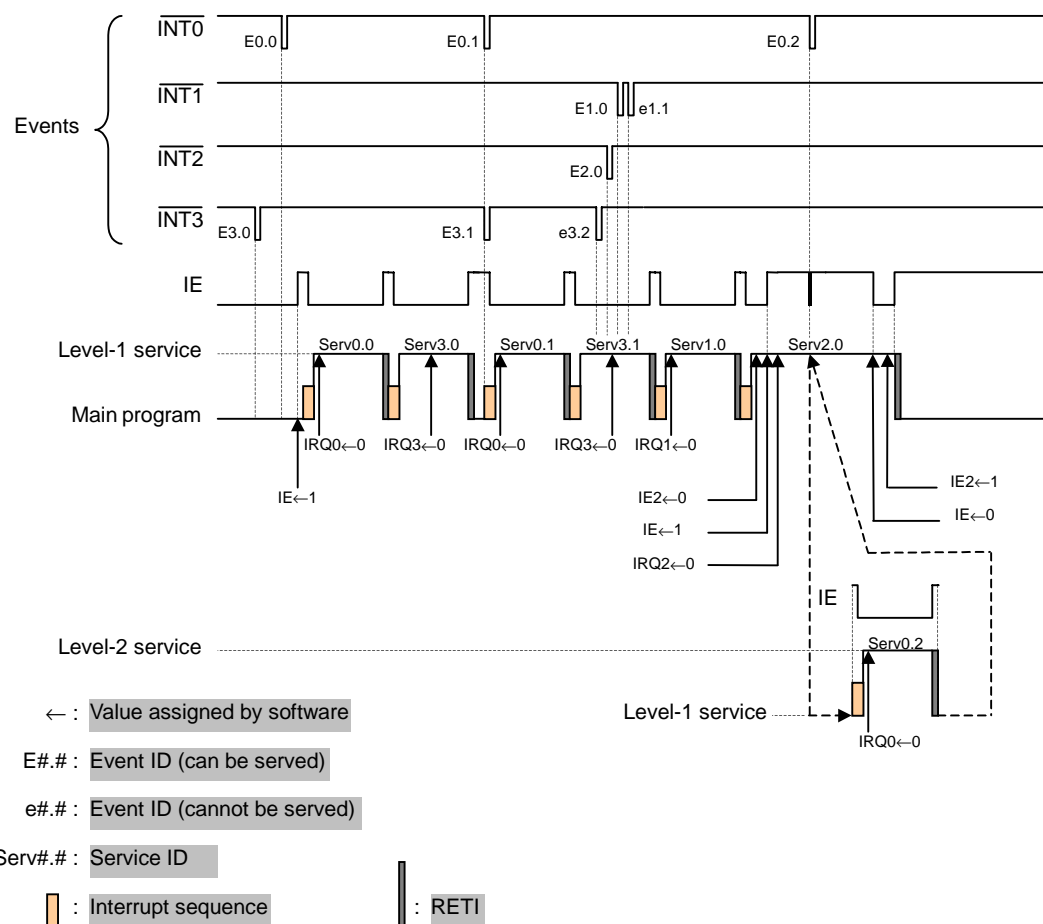 INT0
E0.0
E0.1
E0.2
INT1
E1.0
e1.1
Events
INT2
E2.0
INT3
E3.0
E3.1
e3.2
IE
Level-1 service
Serv0.0
Serv3.0
Serv0.1
Serv3.1
Serv1.0
Serv2.0
Main program
IRQ0←0
IRQ3←0
IRQ0←0
IRQ3←0
IRQ1←0
IE←1
IE2←0
IE2←1
IE←1
IE←0
IRQ2←0
IE
Level-2 service
Serv0.2
Level-1 service
IRQ0←0
← : Value assigned by software
E#.# : Event ID (can be served)
e#.# : Event ID (cannot be served)
Serv#.# : Service ID
: Interrupt sequence
: RETI